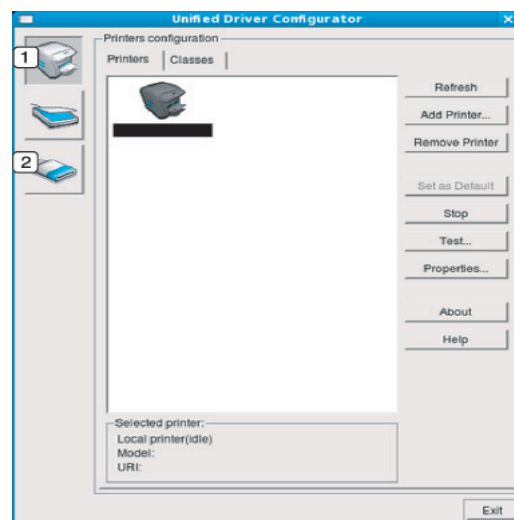 Unified Driver Configurator
1
2
Printers configuration
Printers
Classes
Refresh
Add Printer...
Remove Printer
Set as Default
Stop
Test...
Properties...
About
Help
Selected printer:
Local printer(idle)
Model:
URI:
Exit